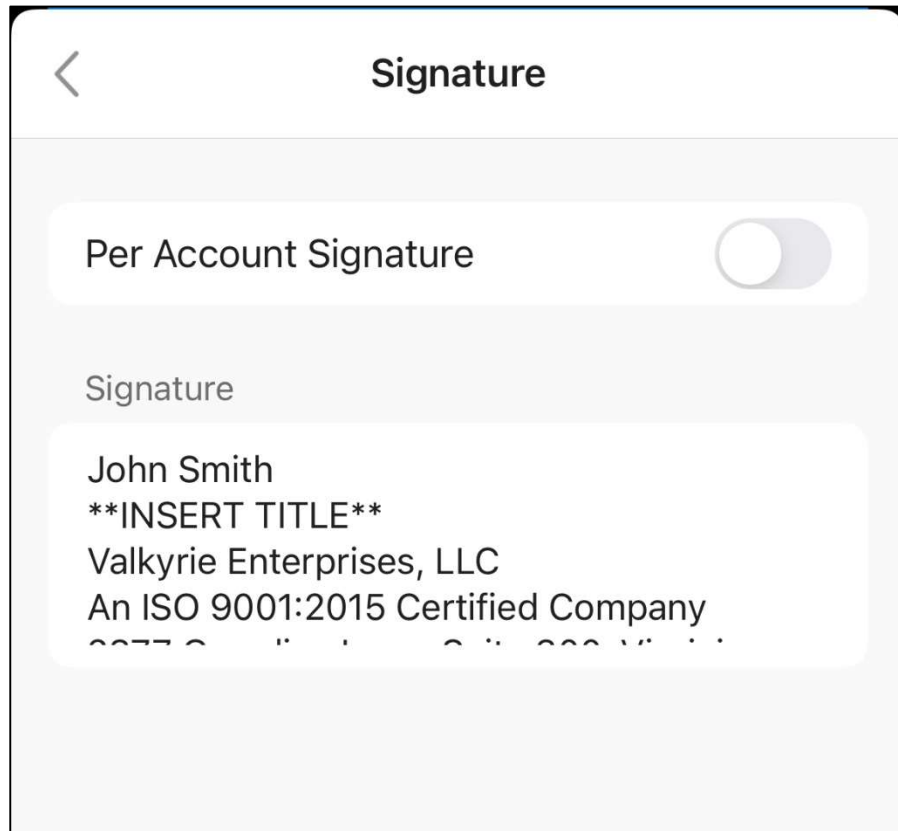 Signature
Per Account Signature
Signature
John Smith
**INSERT TITLE**
Valkyrie Enterprises, LLC
An ISO 9001:2015 Certified Company